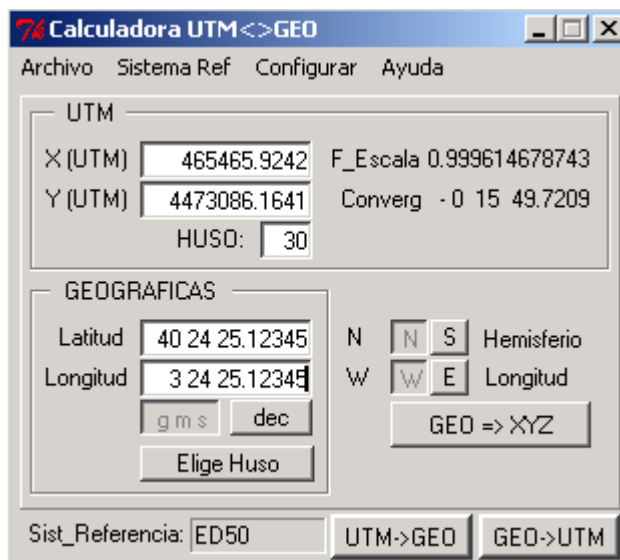 Calculadora UTM<>GEO
Archivo Sistema Ref Configurar Ayuda
UTM
X (UTM) 465465.9242 F_Escala 0.999614678743
Y (UTM) 4473086.1641 Converg - 0 15 49.7209
HUSO: 30
GEOGRAFICAS
Latitud 40 24 25.12345 N N S Hemisferio
Longitud 3 24 25.12345 W W E Longitud
g m s dec GEO => XYZ
Elige Huso
Sist_Referencia: ED50 UTM->GEO GEO->UTM